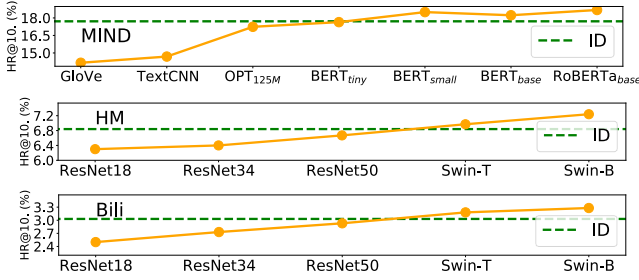 HR@10. (%)
18.0
16.5
15.0
MIND
ID
GloVe TextCNN OPT125M BERTtiny BERTsmall BERTbase RoBERTabase
HR@10. (%)
7.2
6.8
6.4
6.0
HM
ID
ResNet18 ResNet34 ResNet50 Swin-T Swin-B
HR@10. (%)
3.3
3.0
2.7
2.4
Bili
ID
ResNet18 ResNet34 ResNet50 Swin-T Swin-B